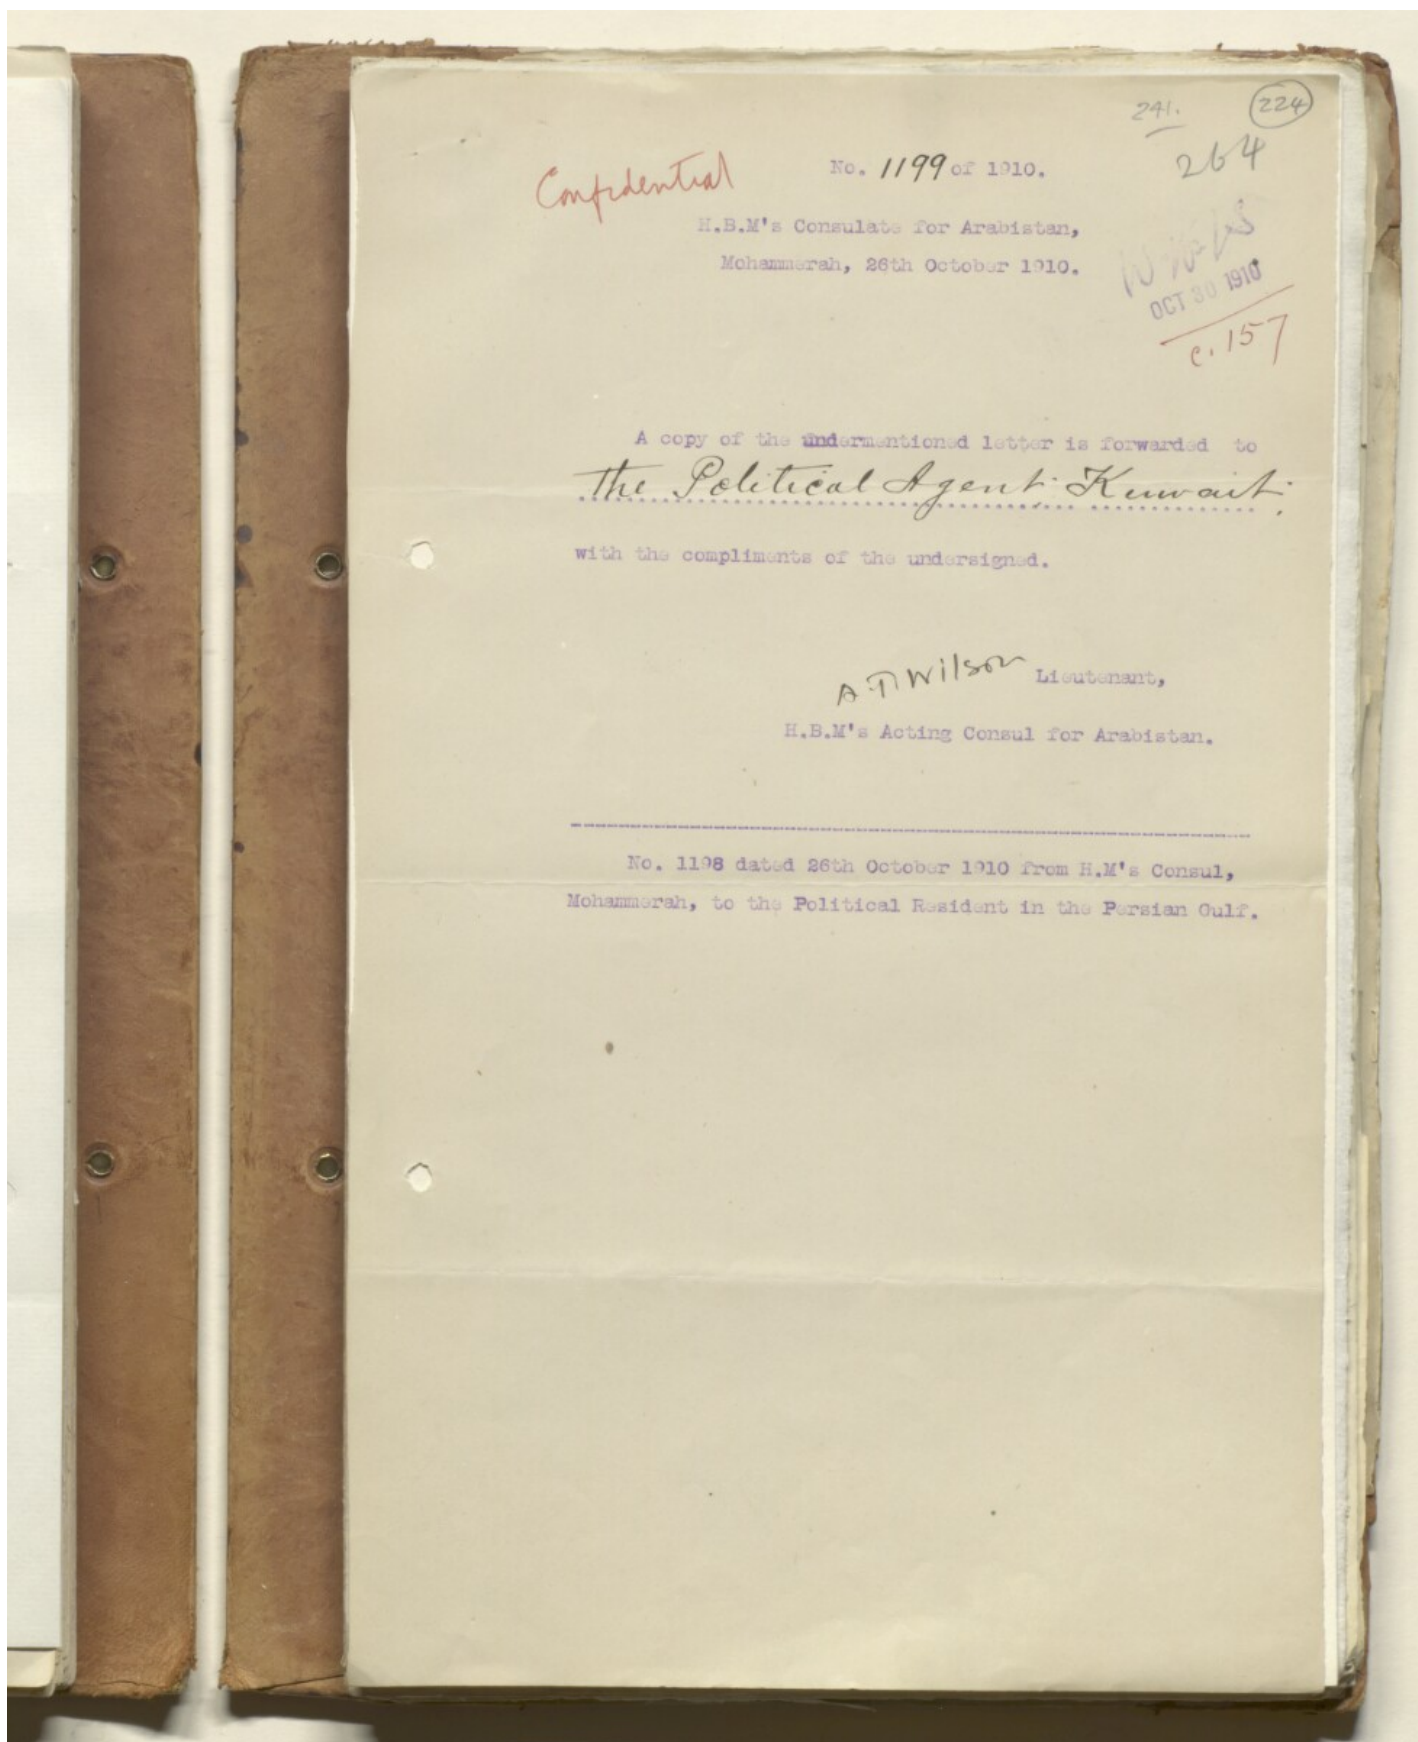 241.
224
264
Confidential
No. 1199 of 1910.
H.B.M's Consulate for Arabistan,
Mohammerah, 26th October 1910.
OCT 30 1910
C. 157
A copy of the undermentioned letter is forwarded to
The Political Agent, Kuwait.
with the compliments of the undersigned.
A T Wilson Lieutenant,
H.B.M's Acting Consul for Arabistan.
No. 1198 dated 26th October 1910 from H.M's Consul,
Mohammerah, to the Political Resident in the Persian Gulf.